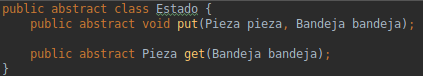 public abstract class Estado {
public abstract void put(Pieza pieza, Bandeja bandeja);
public abstract Pieza get(Bandeja bandeja);
}